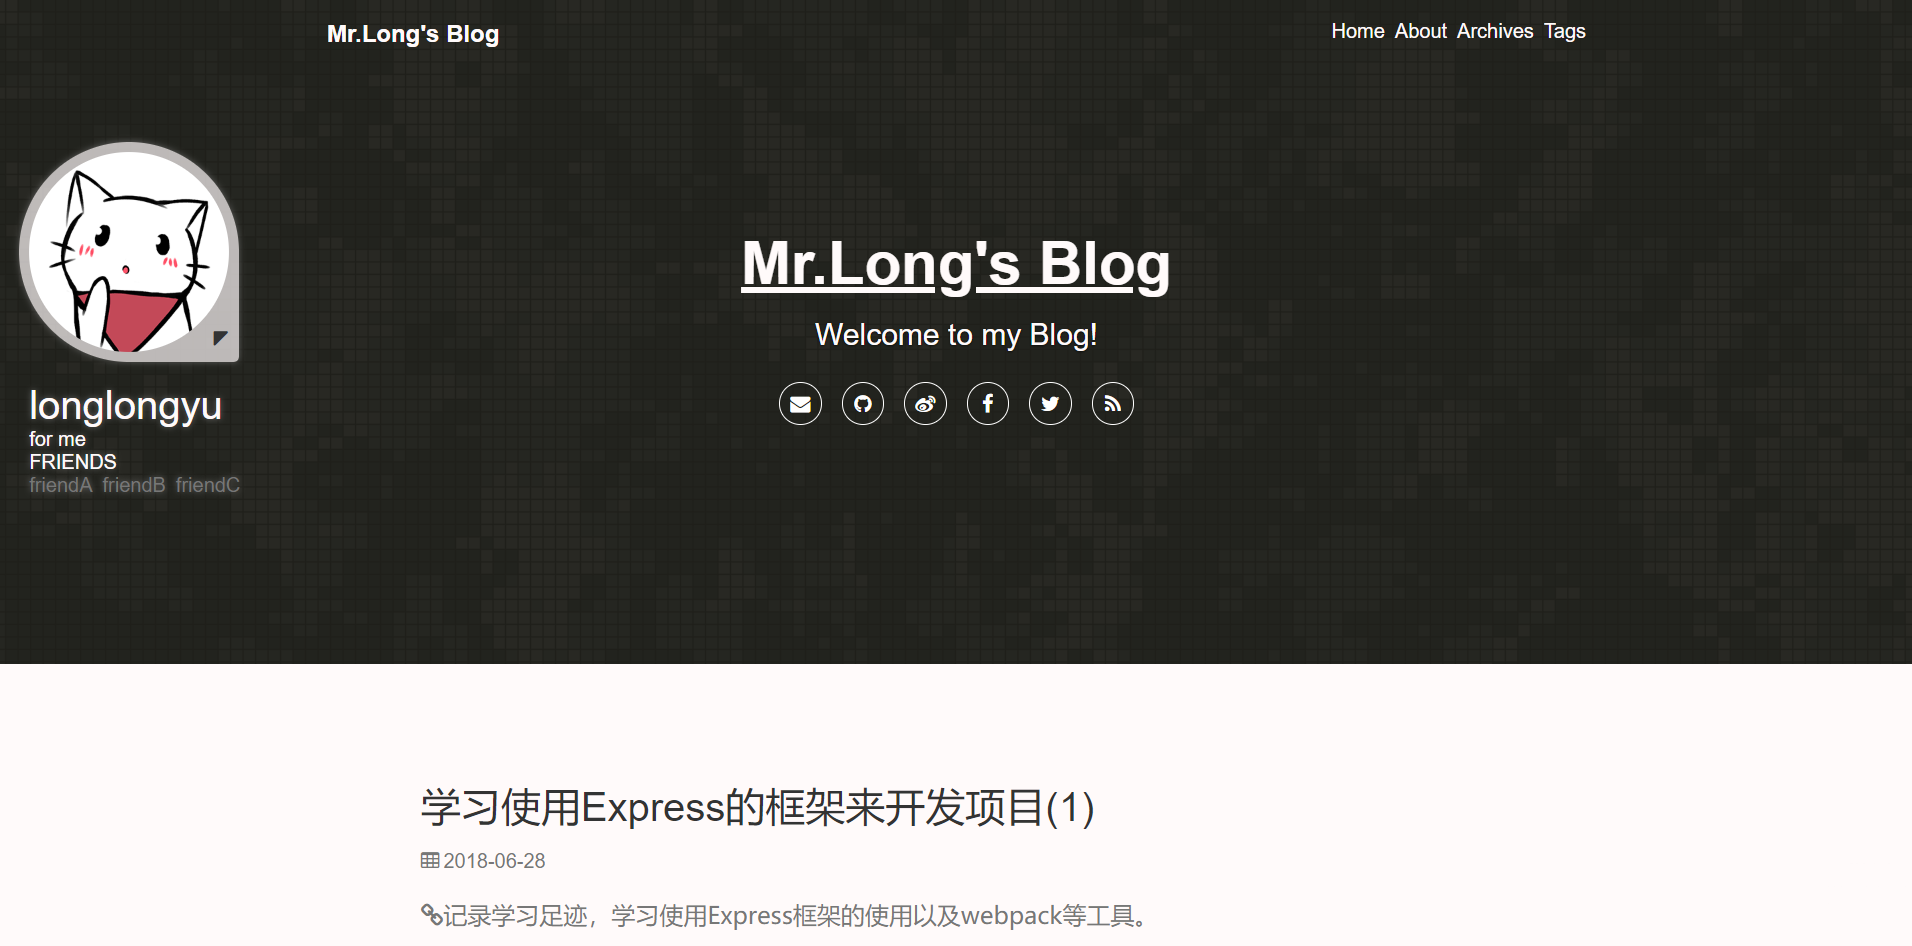 Mr.Long's Blog
Home About Archives Tags
Mr.Long's Blog
Welcome to my Blog!
longlongyu
for me
FRIENDS
friendA friendB friendC
学习使用Express的框架来开发项目(1)
2018-06-28
记录学习足迹，学习使用Express框架的使用以及webpack等工具。